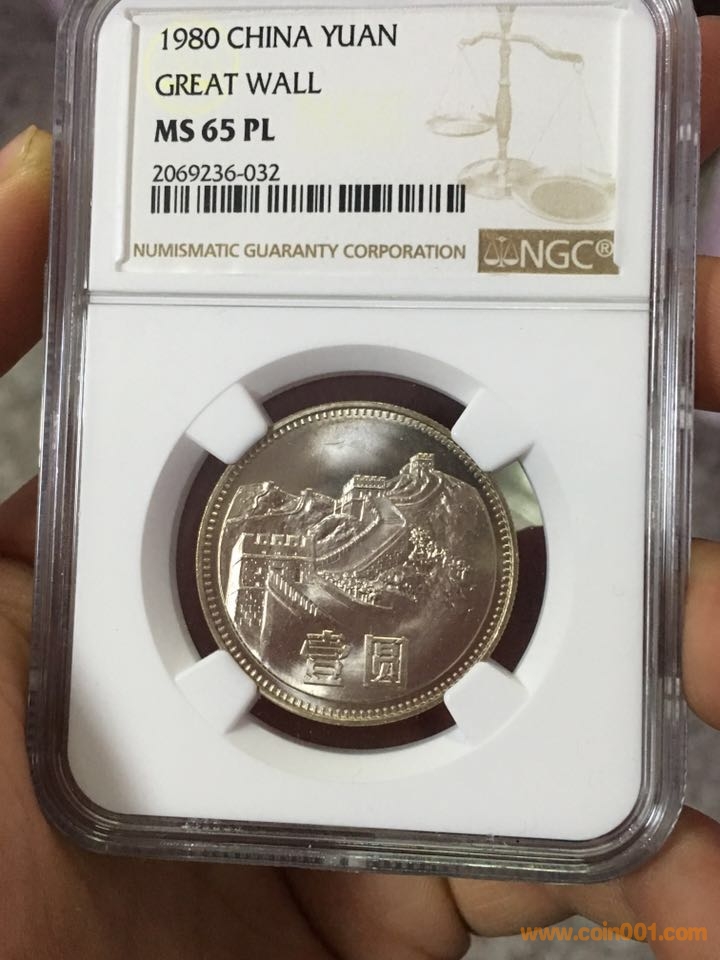 1980 CHINA YUAN
GREAT WALL
MS 65 PL
2069236-032
NUMISMATIC GUARANTY CORPORATION
NGC®
壹圆
www.coin001.com